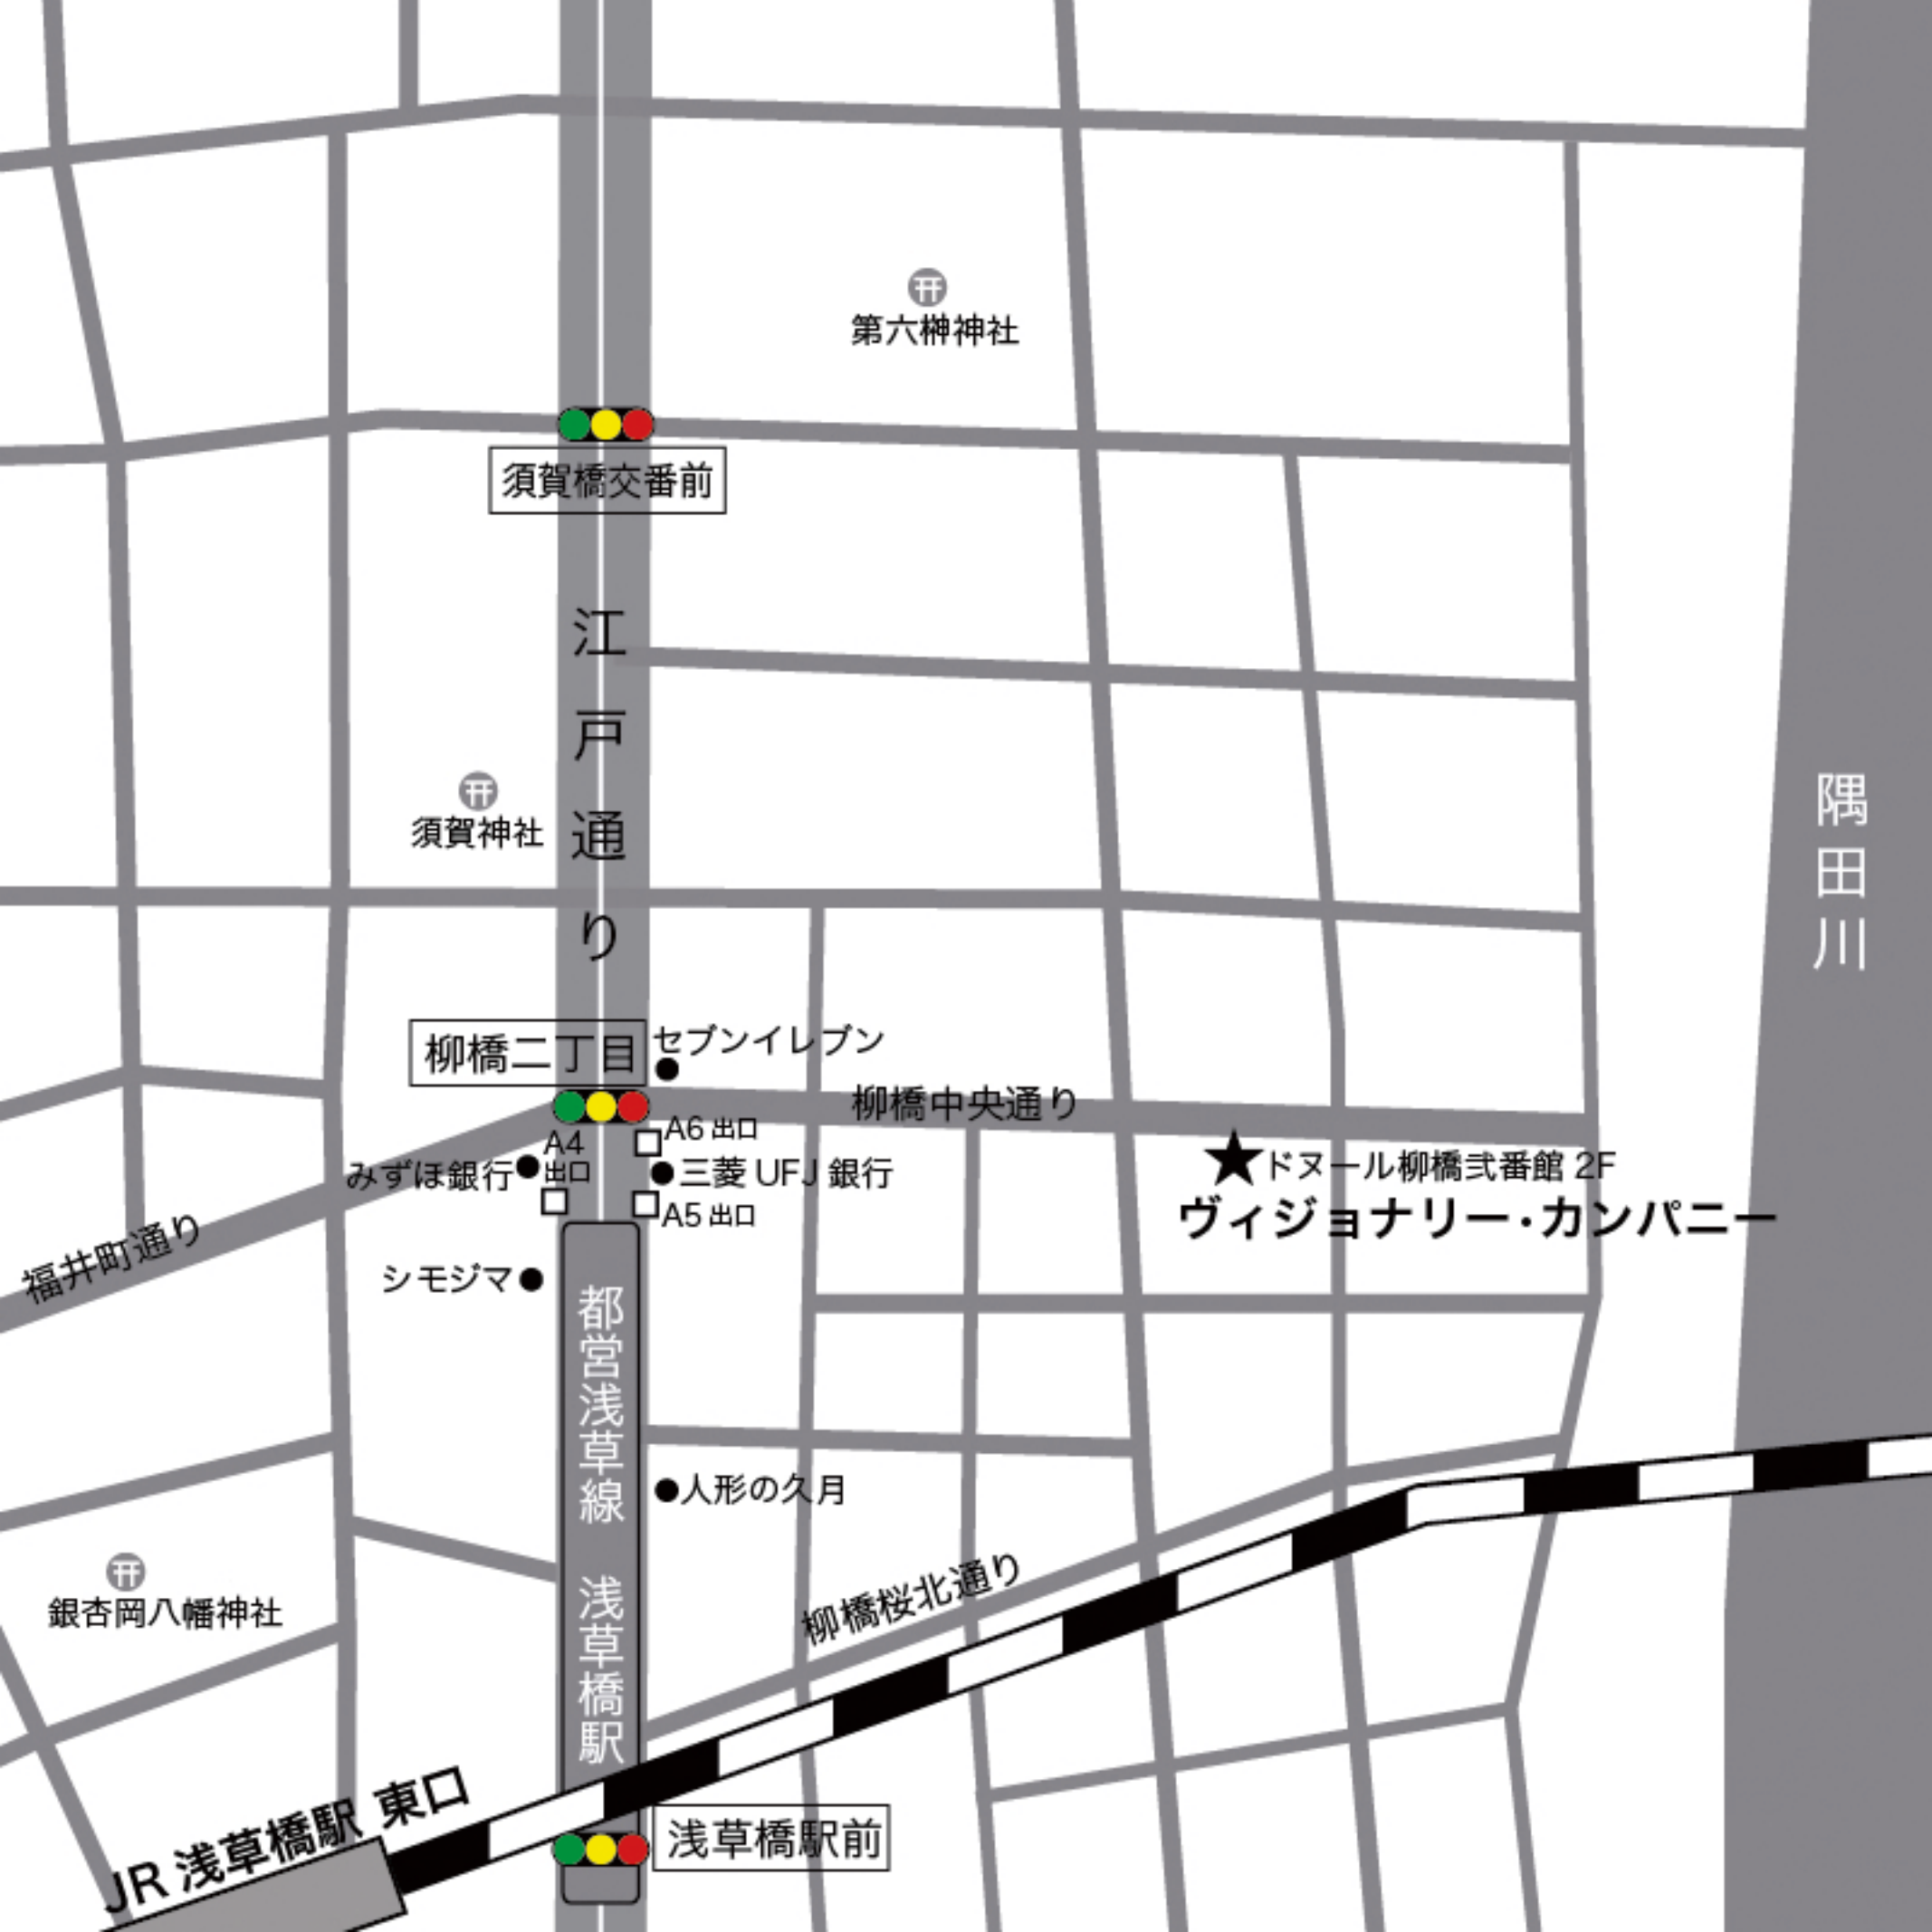 第六榊神社
須賀橋交番前
江戸通り
須賀神社
隅田川
柳橋二丁目
セブンイレブン
柳橋中央通り
A6 出口
A4
出口
みずほ銀行
三菱 UFJ 銀行
A5 出口
ドヌール柳橋弐番館 2F
ヴィジョナリー・カンパニー
福井町通り
シモジマ
都営浅草線 浅草橋駅
人形の久月
柳橋桜北通り
銀杏岡八幡神社
JR 浅草橋駅 東口
浅草橋駅前